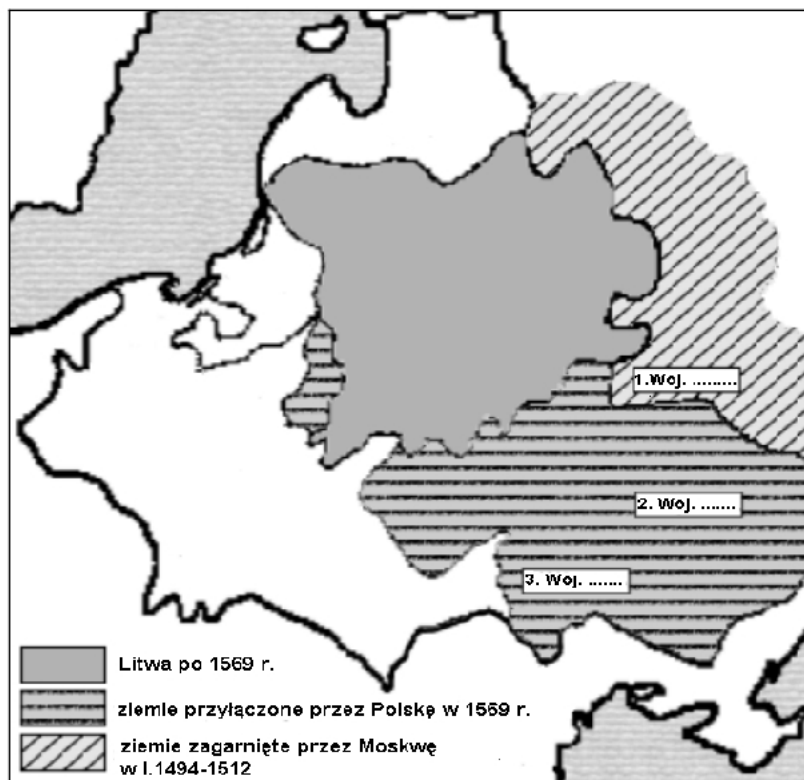 1.Woj. .........
2. Woj. .......
3. Woj. .......
Litwa po 1569 r.
ziemie przyłączone przez Polskę w 1569 r.
ziemie zagarnięte przez Moskwę
w l.1494-1512